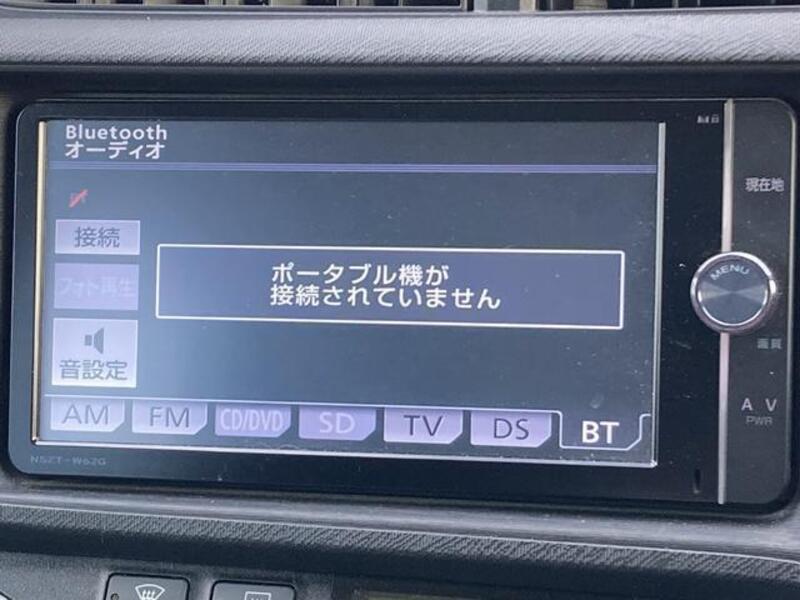 Bluetooth
オーディオ
接続
フォト再生
音設定
ポータブル機が
接続されていません
AM FM CD/DVD SD TV DS BT
NSZT-W62G
現在地
MENU
画質
A V
PWR